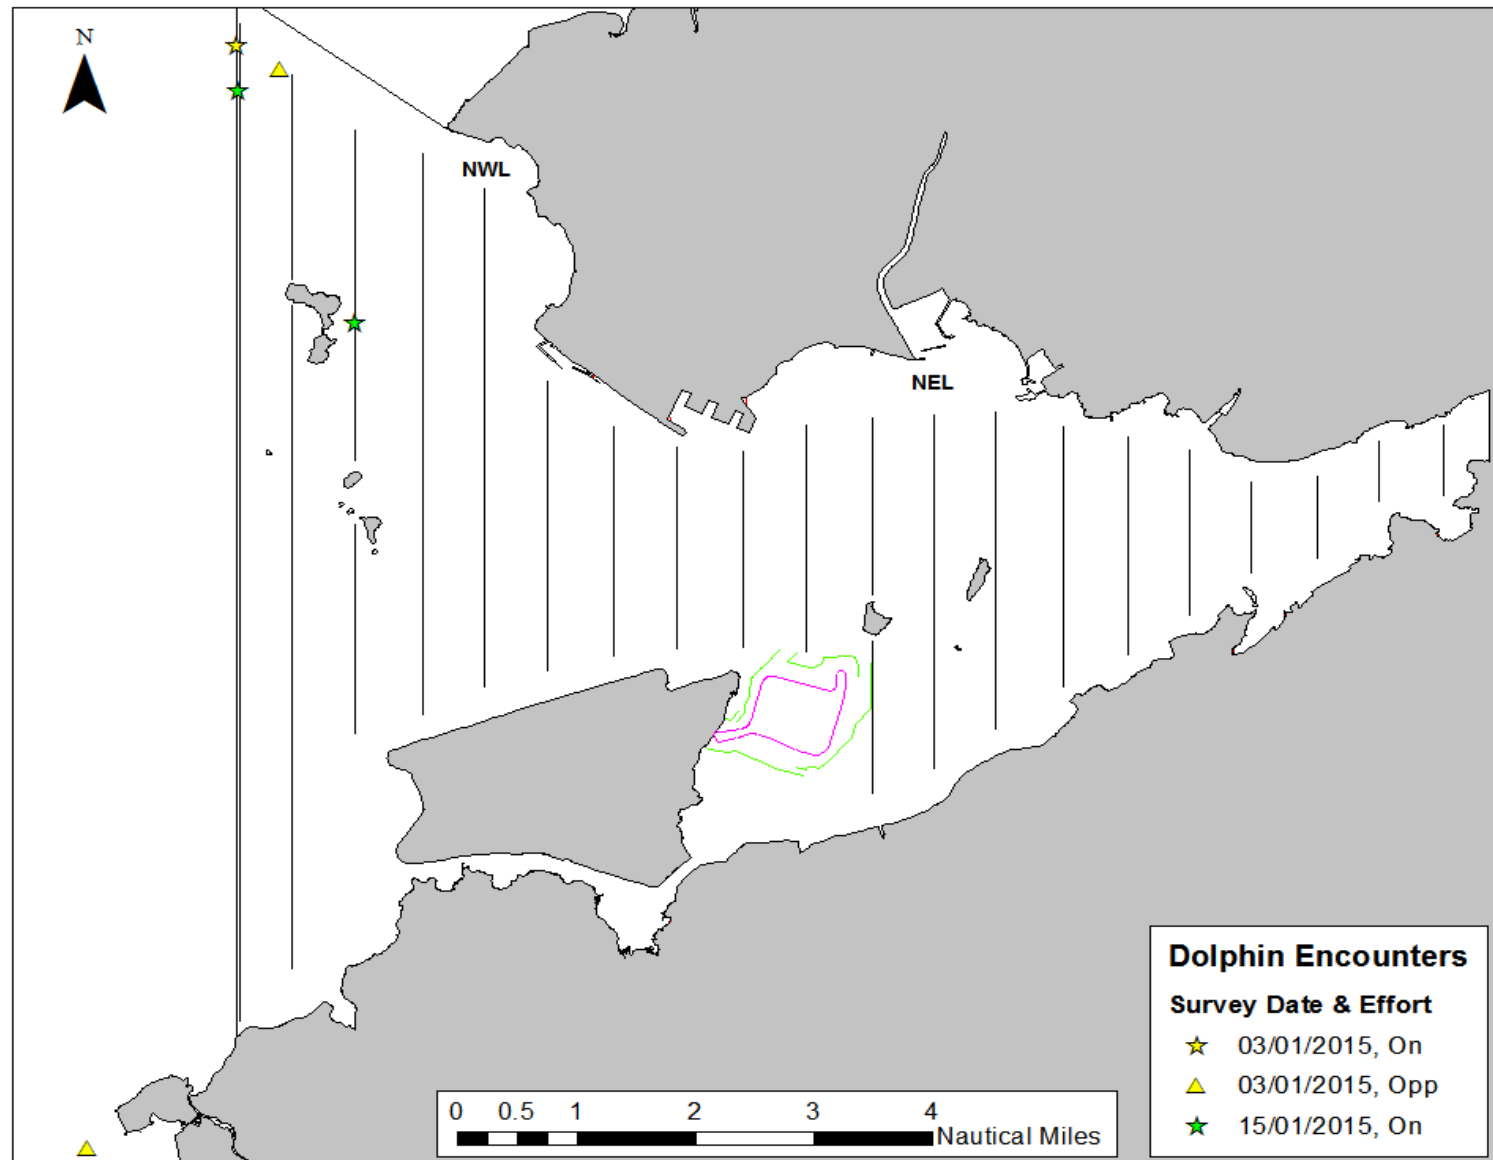 N
NWL
NEL
Dolphin Encounters
Survey Date & Effort
03/01/2015, On
03/01/2015, Opp
15/01/2015, On
0 0.5 1 2 3 4
Nautical Miles